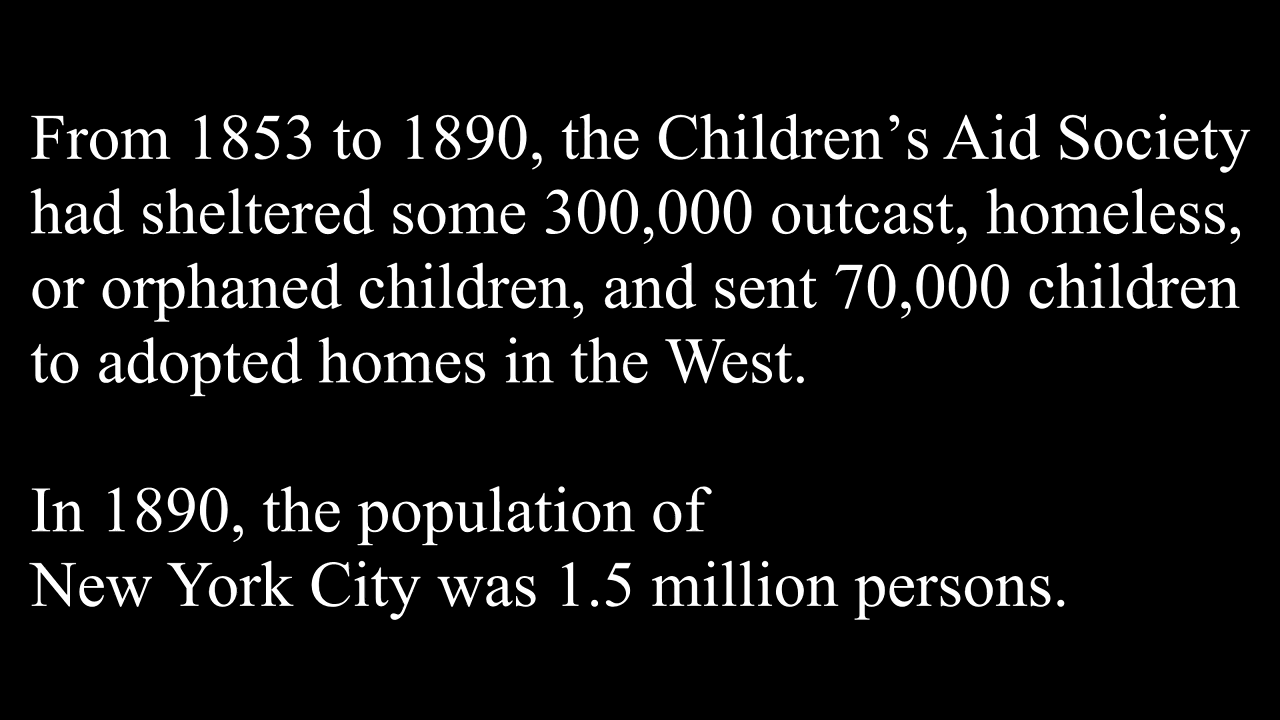 From 1853 to 1890, the Children’s Aid Society
had sheltered some 300,000 outcast, homeless,
or orphaned children, and sent 70,000 children
to adopted homes in the West.
In 1890, the population of
New York City was 1.5 million persons.